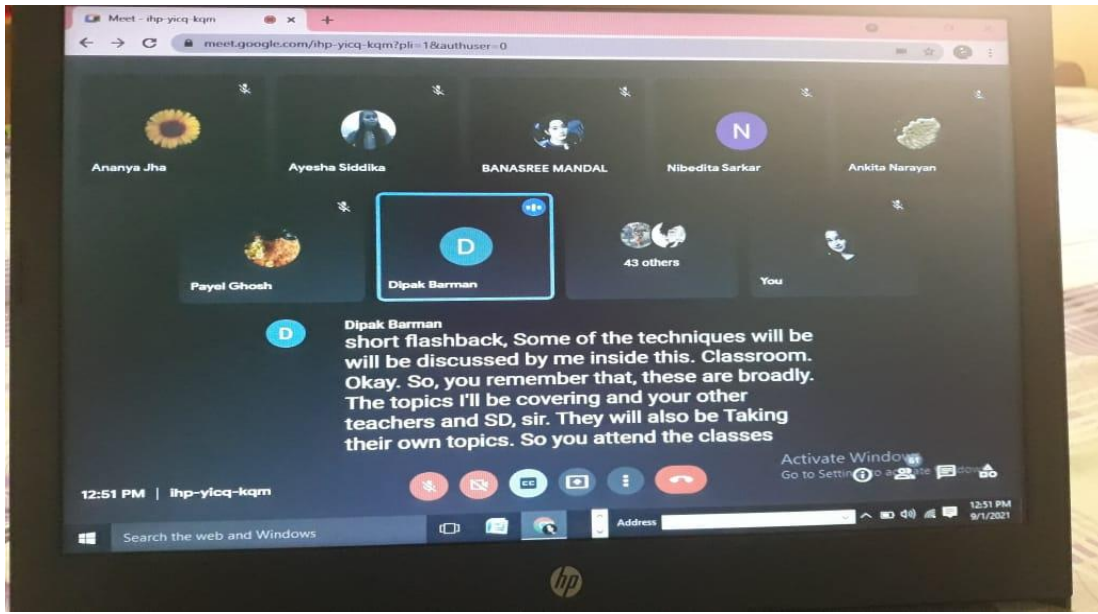 Meet - ihp-yicq-kqm
meet.google.com/ihp-yicq-kqm?pli=1&authuser=0
Ananya Jha
Ayesha Siddika
BANASREE MANDAL
N
Nibedita Sarkar
Ankita Narayan
Payel Ghosh
D
Dipak Barman
43 others
You
D
Dipak Barman
short flashback, Some of the techniques will be
will be discussed by me inside this. Classroom.
Okay. So, you remember that, these are broadly.
The topics I'll be covering and your other
teachers and SD, sir. They will also be Taking
their own topics. So you attend the classes
Activate Windows
Go to Settings to activate Windows
12:51 PM | ihp-yicq-kqm
CC
Search the web and Windows
Address
12:51 PM
9/1/2021
hp